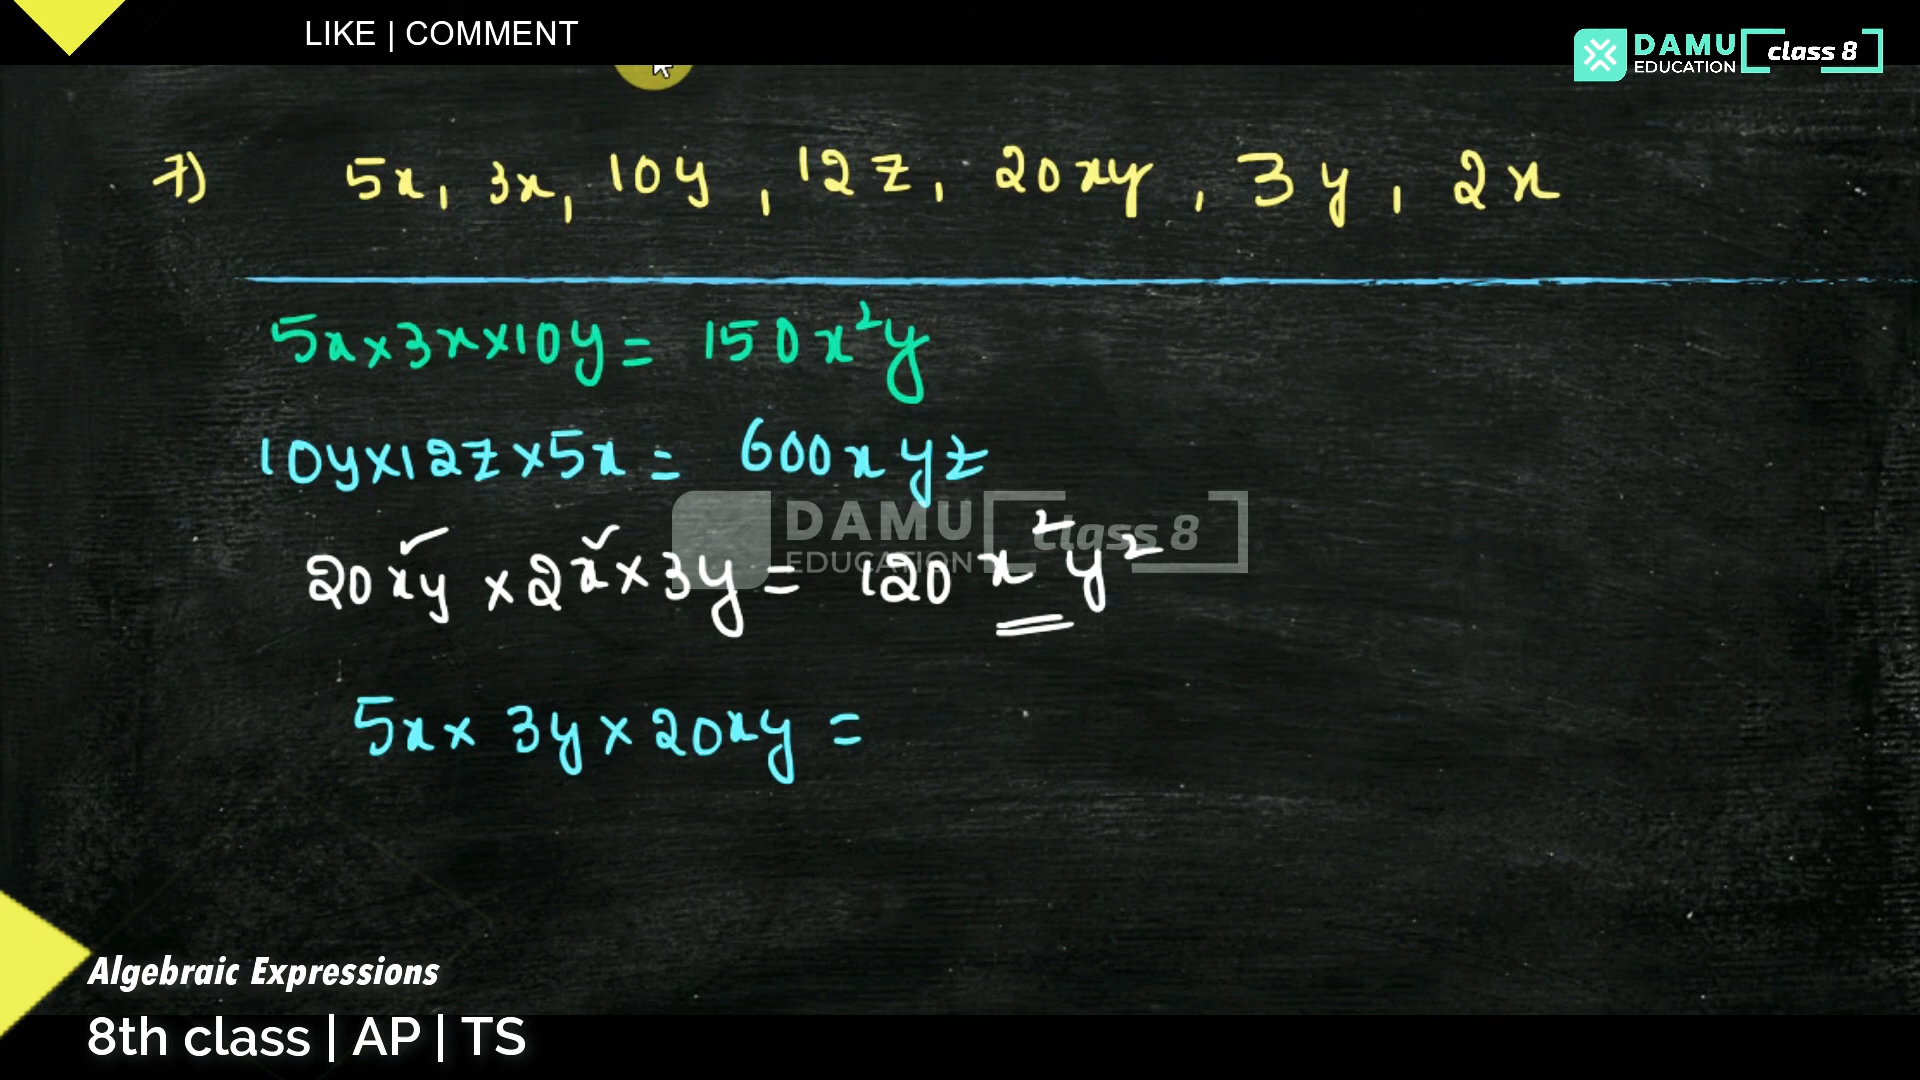 LIKE | COMMENT
DAMU
EDUCATION
class 8
7) 5x, 3x, 10y, 12z, 20xy, 3y, 2x
5x×3x×10y = 150x²y
10y×12z×5x = 600xyz
DAMU
EDUCATION
class 8
20xy ×2x×3y = 120 x²y²
5x× 3y×20xy =
Algebraic Expressions
8th class | AP | TS